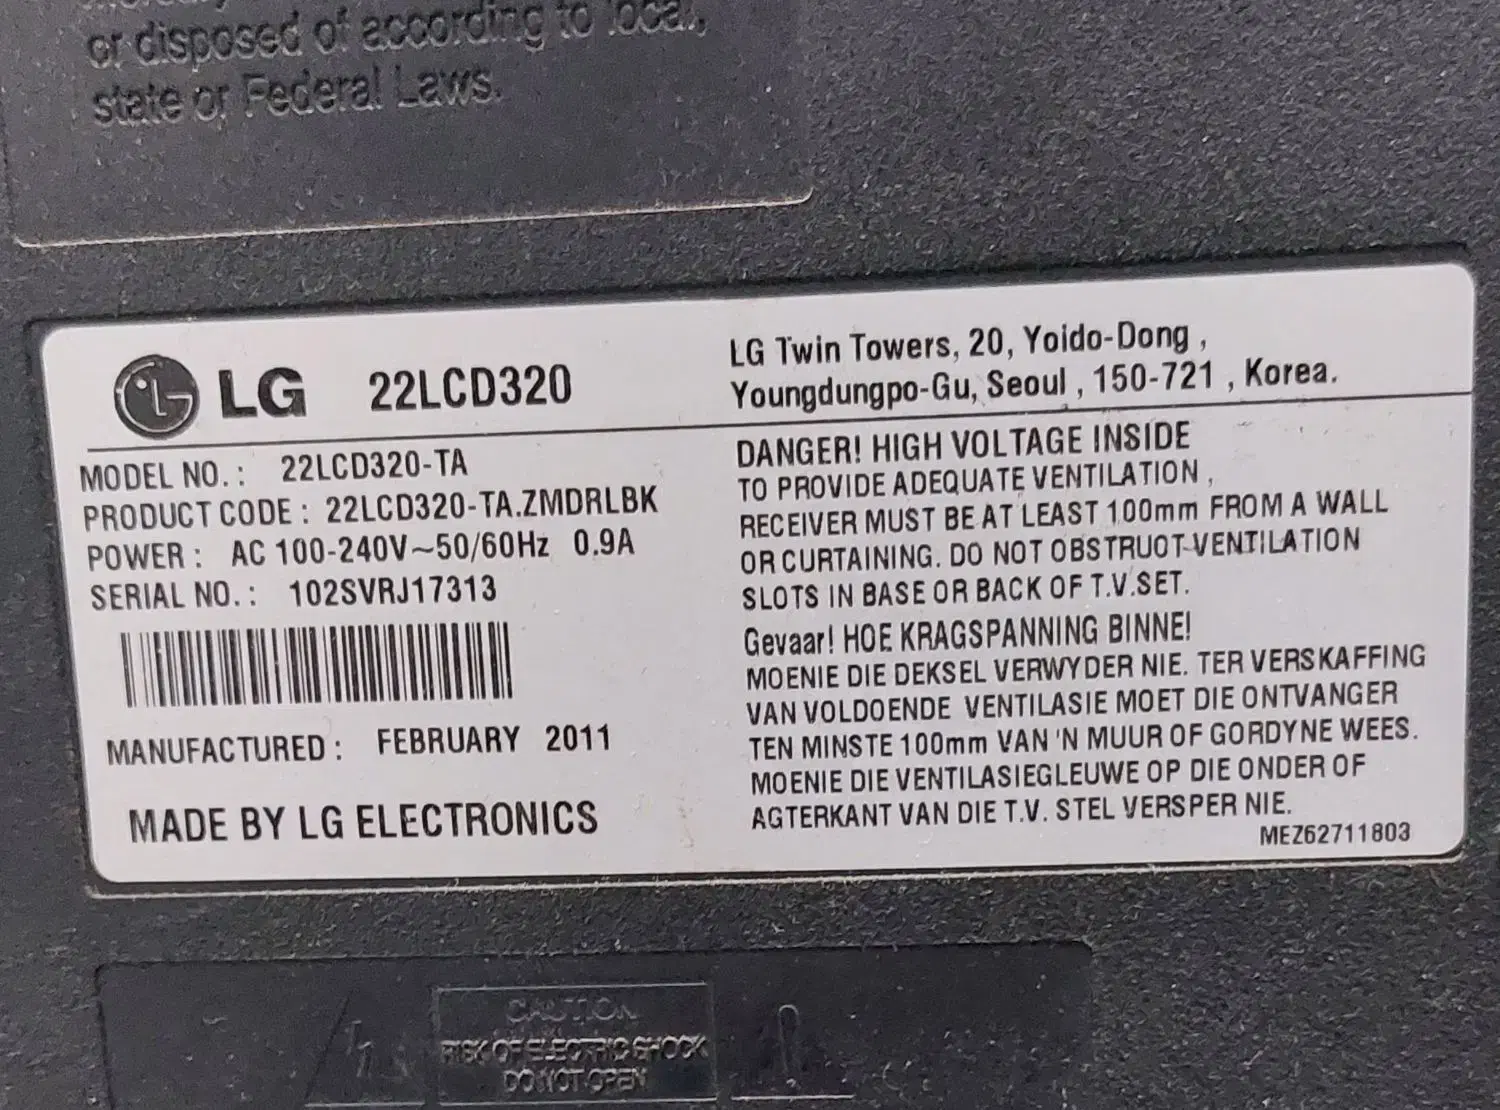 or disposed of according to local,
state or Federal Laws.
LG 22LCD320
LG Twin Towers, 20, Yoido-Dong ,
Youngdungpo-Gu, Seoul , 150-721 , Korea.
MODEL NO. : 22LCD320-TA
PRODUCT CODE : 22LCD320-TA.ZMDRLBK
POWER : AC 100-240V~50/60Hz 0.9A
SERIAL NO. : 102SVRJ17313
MANUFACTURED : FEBRUARY 2011
MADE BY LG ELECTRONICS
DANGER! HIGH VOLTAGE INSIDE
TO PROVIDE ADEQUATE VENTILATION ,
RECEIVER MUST BE AT LEAST 100mm FROM A WALL
OR CURTAINING. DO NOT OBSTRUOT VENTILATION
SLOTS IN BASE OR BACK OF T.V.SET.
Gevaar! HOE KRAGSPANNING BINNE!
MOENIE DIE DEKSEL VERWYDER NIE. TER VERSKAFFING
VAN VOLDOENDE VENTILASIE MOET DIE ONTVANGER
TEN MINSTE 100mm VAN 'N MUUR OF GORDYNE WEES.
MOENIE DIE VENTILASIEGLEUWE OP DIE ONDER OF
AGTERKANT VAN DIE T.V. STEL VERSPER NIE.
MEZ62711803
CAUTION
RISK OF ELECTRIC SHOCK
DO NOT OPEN